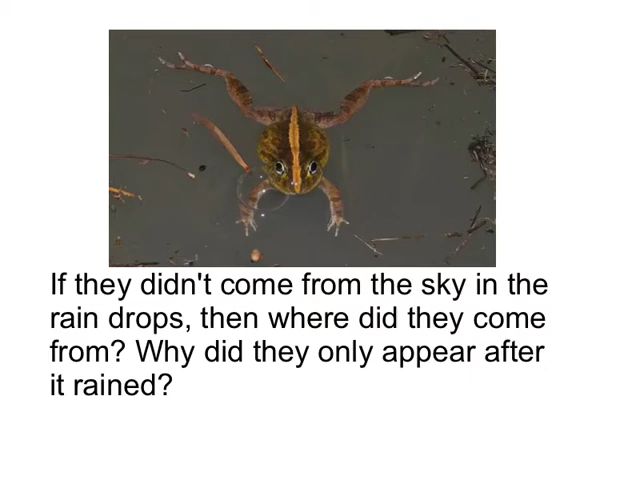 If they didn't come from the sky in the
rain drops, then where did they come
from? Why did they only appear after
it rained?